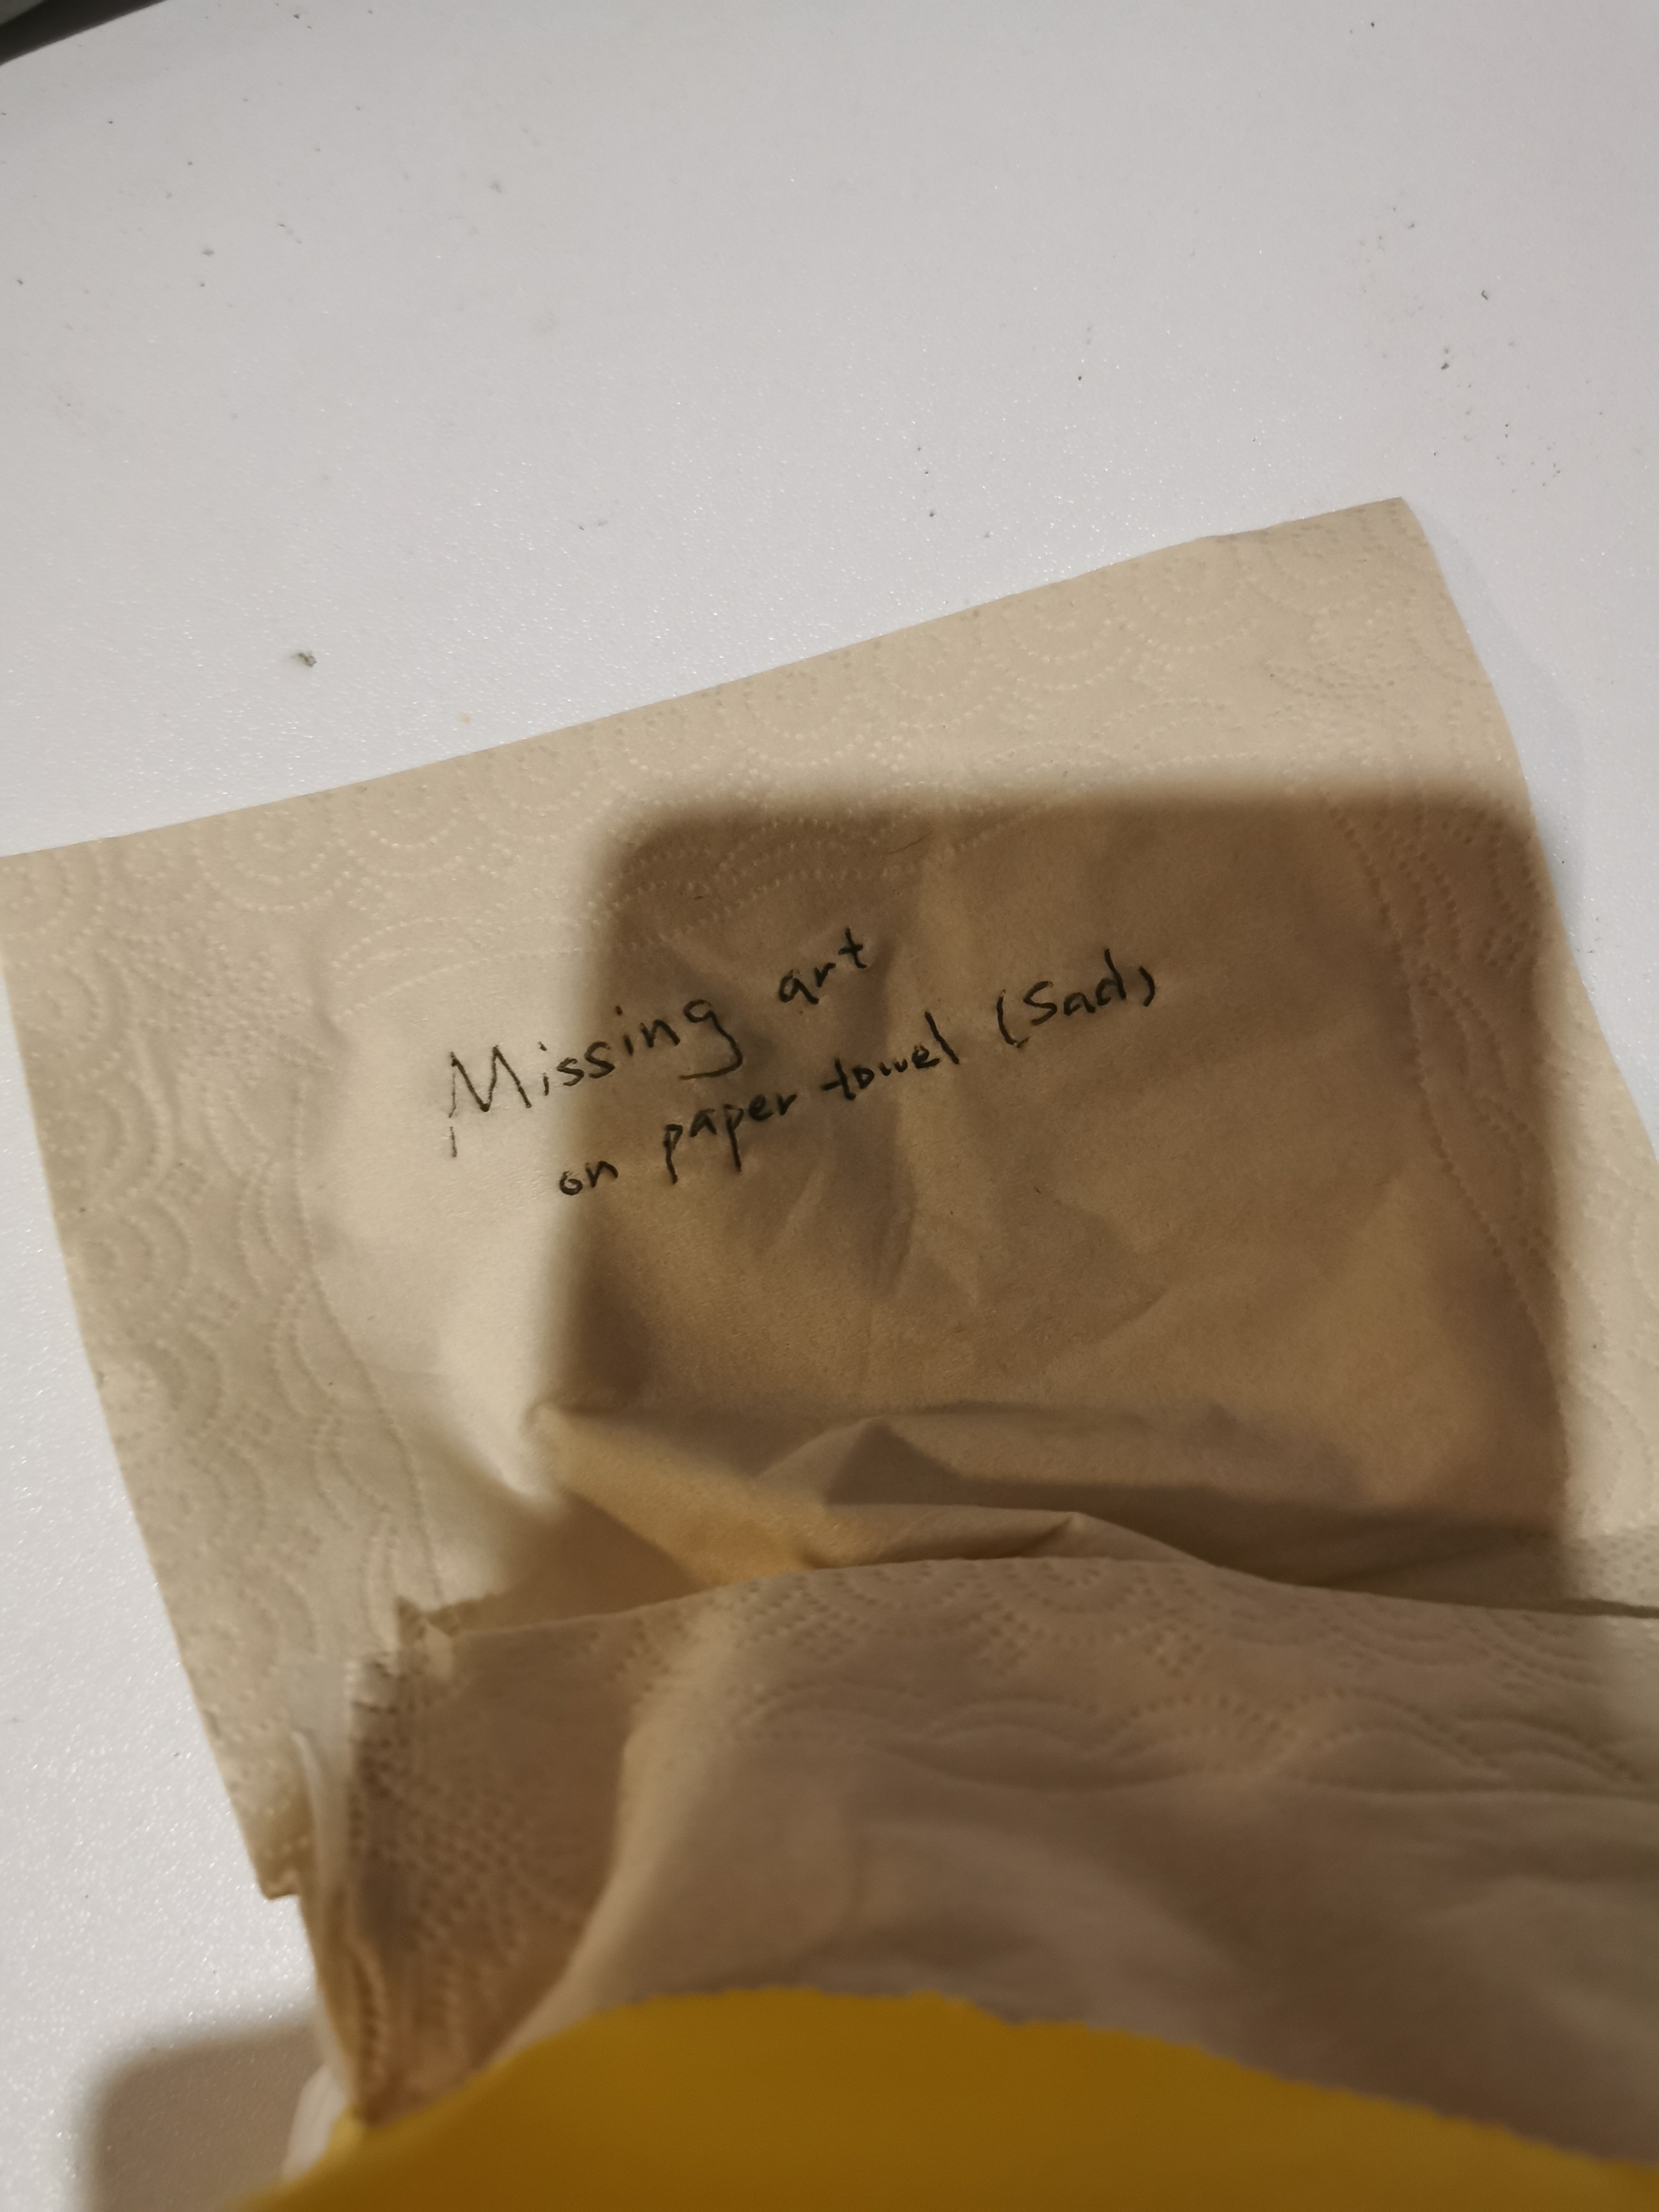 Missing art
on paper towel (Sad)